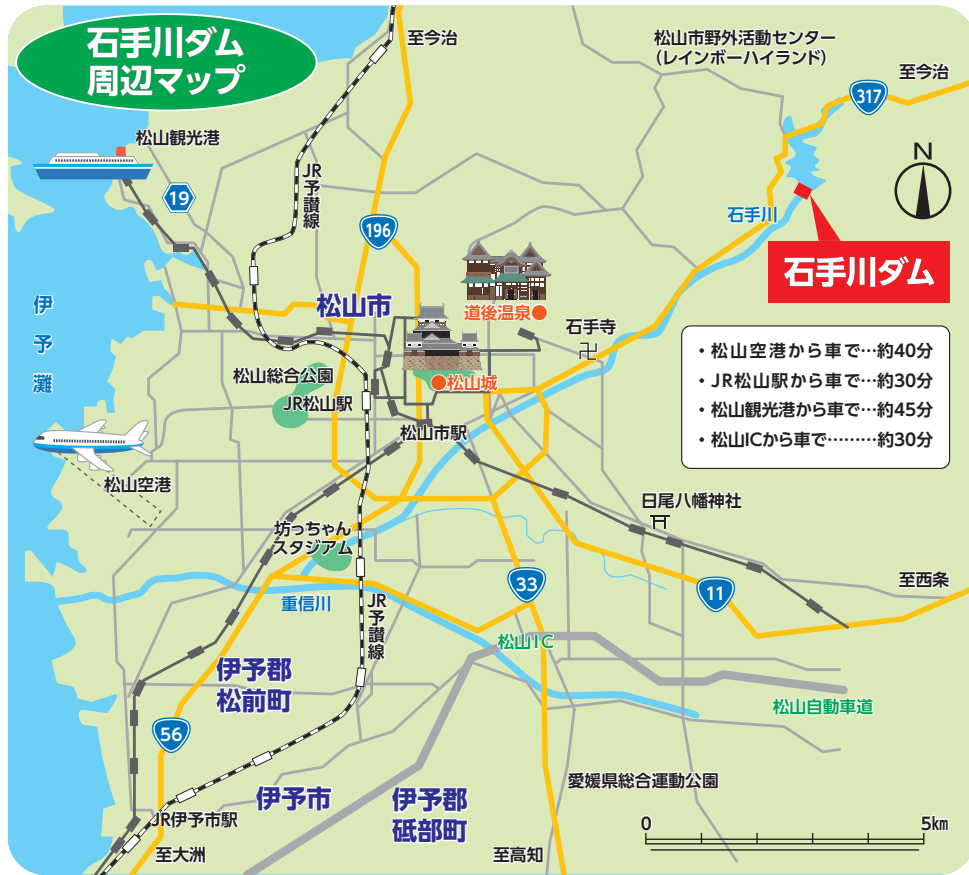 石手川ダム
周辺マップ
至今治
松山市野外活動センター
（レインボーハイランド）
至今治
317
松山観光港
N
19
JR予讃線
石手川
196
石手川ダム
伊予灘
松山市
道後温泉
石手寺
・松山空港から車で…約40分
・JR松山駅から車で…約30分
・松山観光港から車で…約45分
・松山ICから車で………約30分
松山総合公園
松山城
JR松山駅
松山市駅
松山空港
日尾八幡神社
坊っちゃん
スタジアム
至西条
33
11
重信川
JR予讃線
松山IC
伊予郡
松前町
松山自動車道
56
愛媛県総合運動公園
伊予市
伊予郡
砥部町
JR伊予市駅
0
5km
至大洲
至高知